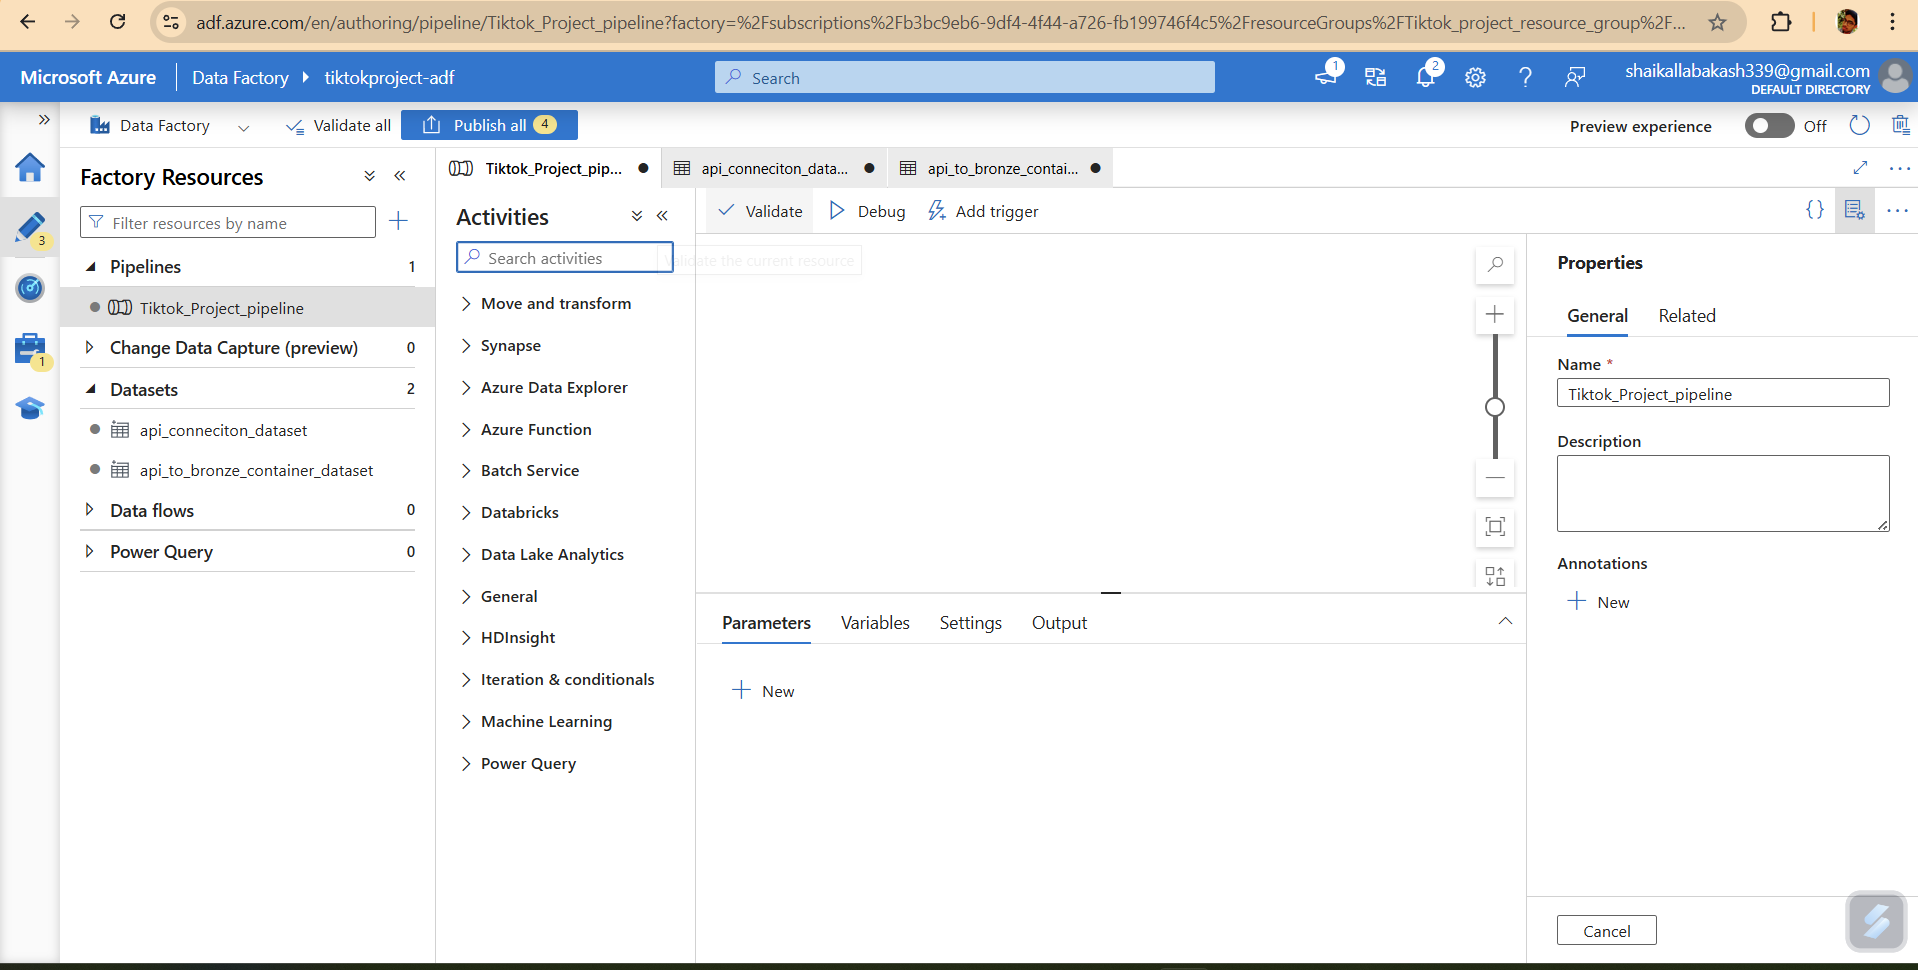 adf.azure.com/en/authoring/pipeline/Tiktok_Project_pipeline?factory=%2Fsubscriptions%2Fb3bc9eb6-9df4-4f44-a726-fb199746f4c5%2FresourceGroups%2FTiktok_project_resource_group%2F...
Microsoft Azure
Data Factory
tiktokproject-adf
Search
1
2
shaikallabakash339@gmail.com
DEFAULT DIRECTORY
Data Factory
Validate all
Publish all 4
Preview experience
Off
3
1
Factory Resources
Filter resources by name
Pipelines 1
Tiktok_Project_pipeline
Change Data Capture (preview) 0
Datasets 2
api_conneciton_dataset
api_to_bronze_container_dataset
Data flows 0
Power Query 0
Tiktok_Project_pip...
api_conneciton_data...
api_to_bronze_contai...
Activities
Search activities
Move and transform
Synapse
Azure Data Explorer
Azure Function
Batch Service
Databricks
Data Lake Analytics
General
HDInsight
Iteration & conditionals
Machine Learning
Power Query
Validate
Debug
Add trigger
Validate the current resource
Parameters
Variables
Settings
Output
New
Properties
General
Related
Name *
Tiktok_Project_pipeline
Description
Annotations
New
Cancel